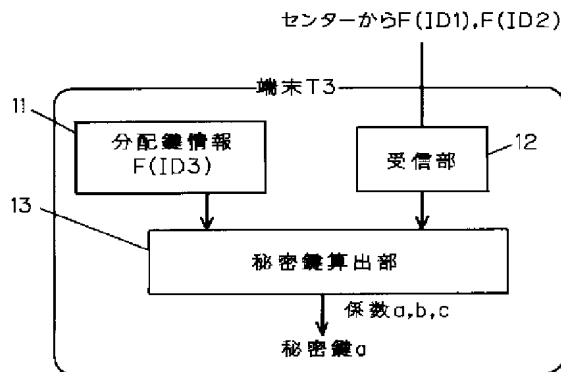 センターからF(ID1),F(ID2)
端末T3
11
分配鍵情報
F(ID3)
12
受信部
13
秘密鍵算出部
係数a,b,c
秘密鍵a